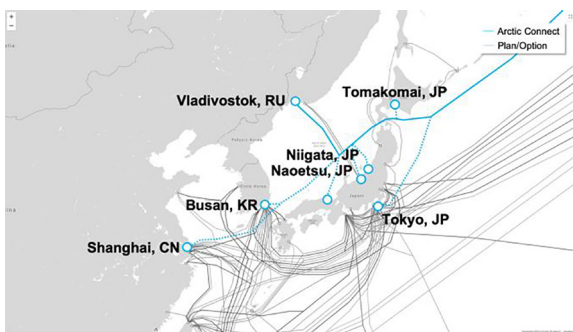 +
−
Arctic Connect
Plan/Option
Vladivostok, RU
Tomakomai, JP
Niigata, JP
Naoetsu, JP
Busan, KR
Tokyo, JP
Shanghai, CN